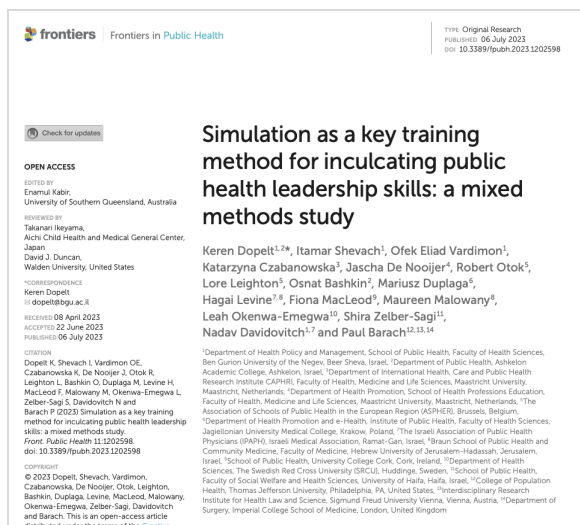 frontiers | Frontiers in Public Health
TYPE Original Research
PUBLISHED 06 July 2023
DOI 10.3389/fpubh.2023.1202598
Check for updates
OPEN ACCESS
EDITED BY
Enamul Kabir,
University of Southern Queensland, Australia
REVIEWED BY
Takanari Ikeyama,
Aichi Child Health and Medical General Center,
Japan
David J. Duncan,
Walden University, United States
*CORRESPONDENCE
Keren Dopelt
dopelt@bgu.ac.il
RECEIVED 08 April 2023
ACCEPTED 22 June 2023
PUBLISHED 06 July 2023
CITATION
Dopelt K, Shevach I, Vardimon OE,
Czabanowska K, De Nooijer J, Otok R,
Leighton L, Bashkin O, Duplaga M, Levine H,
MacLeod F, Malowany M, Okenwa-Emegwa L,
Zelber-Sagi S, Davidovitch N and
Barach P (2023) Simulation as a key training
method for inculcating public health leadership
skills: a mixed methods study.
Front. Public Health 11:1202598.
doi: 10.3389/fpubh.2023.1202598
COPYRIGHT
© 2023 Dopelt, Shevach, Vardimon,
Czabanowska, De Nooijer, Otok, Leighton,
Bashkin, Duplaga, Levine, MacLeod, Malowany,
Okenwa-Emegwa, Zelber-Sagi, Davidovitch
and Barach. This is an open-access article
distributed under the terms of the Creative
Simulation as a key training
method for inculcating public
health leadership skills: a mixed
methods study
Keren Dopelt1,2*, Itamar Shevach1, Ofek Eliad Vardimon1,
Katarzyna Czabanowska3, Jascha De Nooijer4, Robert Otok5,
Lore Leighton5, Osnat Bashkin2, Mariusz Duplaga6,
Hagai Levine7,8, Fiona MacLeod9, Maureen Malowany8,
Leah Okenwa-Emegwa10, Shira Zelber-Sagi11,
Nadav Davidovitch1,7 and Paul Barach12,13,14
1Department of Health Policy and Management, School of Public Health, Faculty of Health Sciences,
Ben Gurion University of the Negev, Beer Sheva, Israel, 2Department of Public Health, Ashkelon
Academic College, Ashkelon, Israel, 3Department of International Health, Care and Public Health
Research Institute CAPHRI, Faculty of Health, Medicine and Life Sciences, Maastricht University,
Maastricht, Netherlands, 4Department of Health Promotion, School of Health Professions Education,
Faculty of Health, Medicine and Life Sciences, Maastricht University, Maastricht, Netherlands, 5The
Association of Schools of Public Health in the European Region (ASPHER), Brussels, Belgium,
6Department of Health Promotion and e-Health, Institute of Public Health, Faculty of Health Sciences,
Jagiellonian University Medical College, Krakow, Poland, 7The Israeli Association of Public Health
Physicians (IPAPH), Israeli Medical Association, Ramat-Gan, Israel, 8Braun School of Public Health and
Community Medicine, Faculty of Medicine, Hebrew University of Jerusalem-Hadassah, Jerusalem,
Israel, 9School of Public Health, University College Cork, Cork, Ireland, 10Department of Health
Sciences, The Swedish Red Cross University (SRCU), Huddinge, Sweden, 11School of Public Health,
Faculty of Social Welfare and Health Sciences, University of Haifa, Haifa, Israel, 12College of Population
Health, Thomas Jefferson University, Philadelphia, PA, United States, 13Interdisciplinary Research
Institute for Health Law and Science, Sigmund Freud University Vienna, Vienna, Austria, 14Department of
Surgery, Imperial College School of Medicine, London, United Kingdom